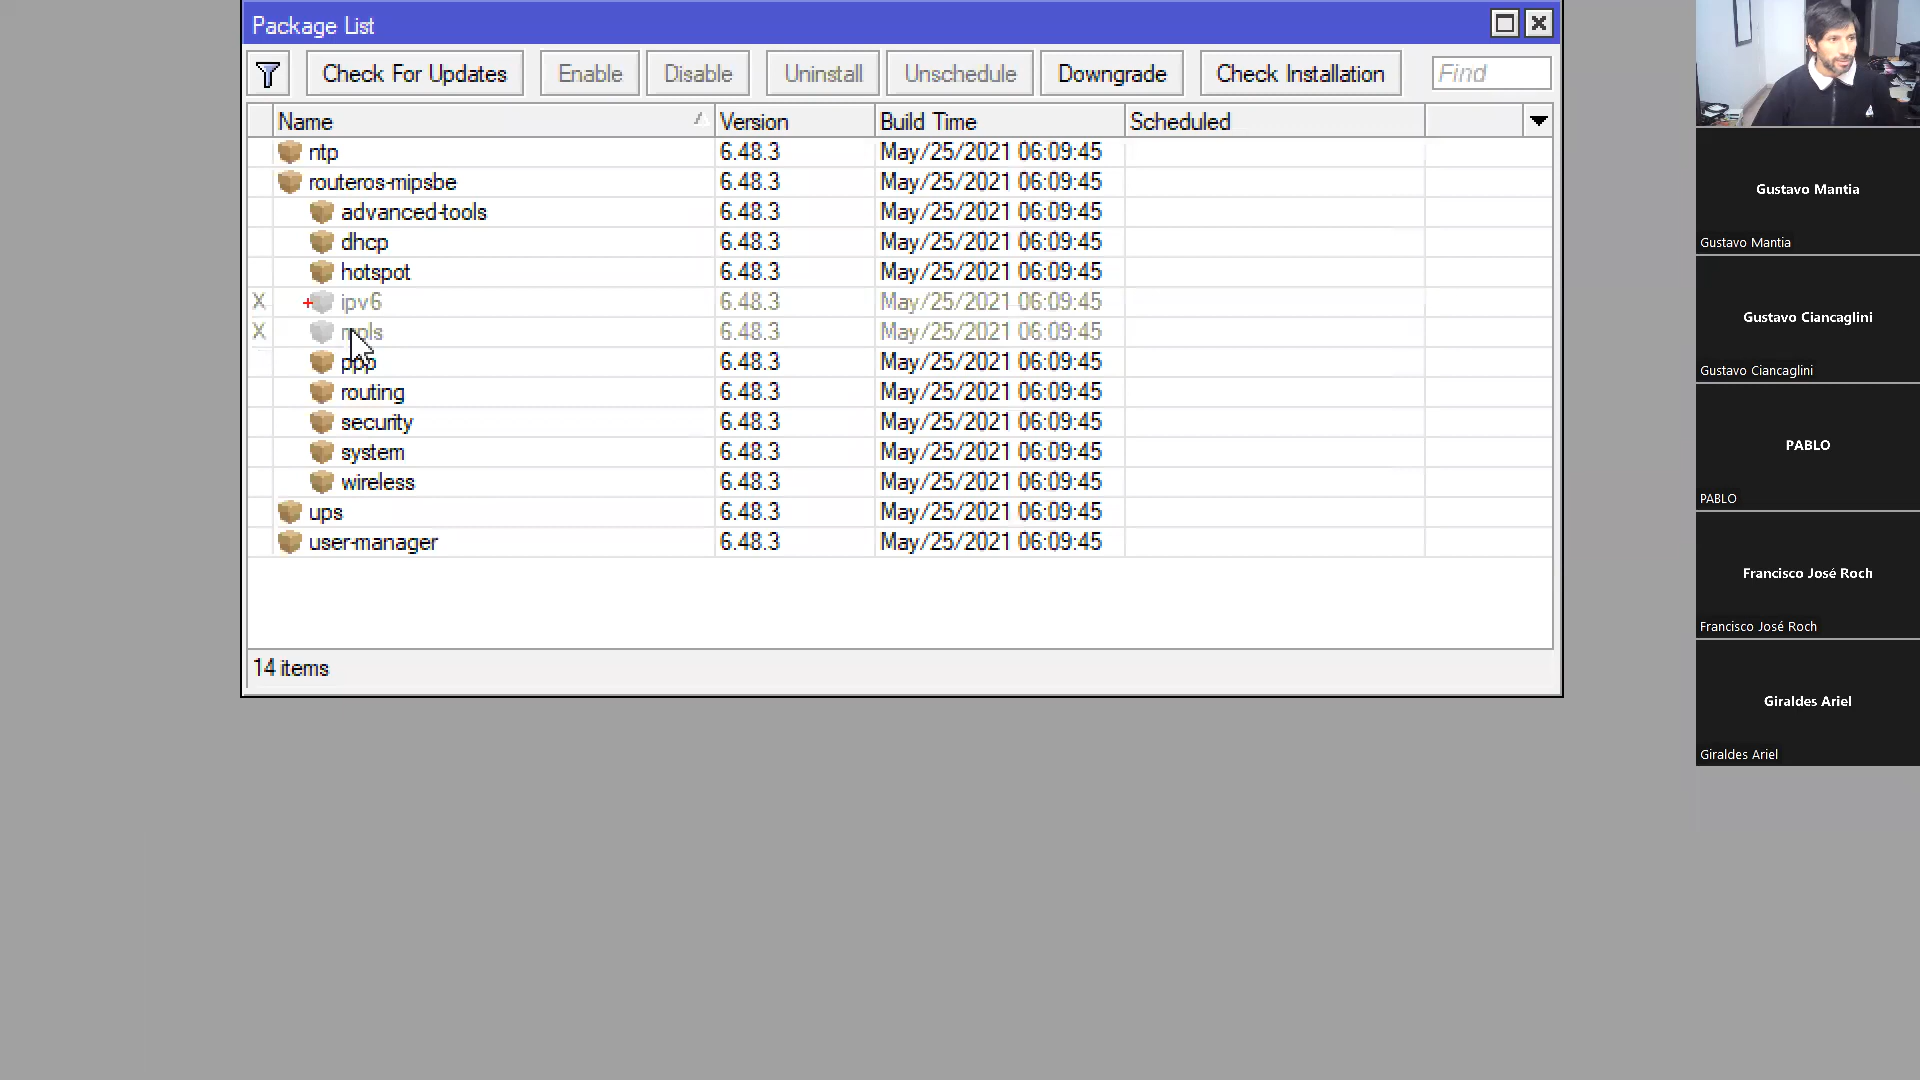 Package List
Check For Updates Enable Disable Uninstall Unschedule Downgrade Check Installation Find
Name Version Build Time Scheduled
ntp 6.48.3 May/25/2021 06:09:45
routeros-mipsbe 6.48.3 May/25/2021 06:09:45
advanced-tools 6.48.3 May/25/2021 06:09:45
dhcp 6.48.3 May/25/2021 06:09:45
hotspot 6.48.3 May/25/2021 06:09:45
X ipv6 6.48.3 May/25/2021 06:09:45
X mpls 6.48.3 May/25/2021 06:09:45
ppp 6.48.3 May/25/2021 06:09:45
routing 6.48.3 May/25/2021 06:09:45
security 6.48.3 May/25/2021 06:09:45
system 6.48.3 May/25/2021 06:09:45
wireless 6.48.3 May/25/2021 06:09:45
ups 6.48.3 May/25/2021 06:09:45
user-manager 6.48.3 May/25/2021 06:09:45
14 items
Gustavo Mantia
Gustavo Mantia
Gustavo Ciancaglini
Gustavo Ciancaglini
PABLO
PABLO
Francisco José Roch
Francisco José Roch
Giraldes Ariel
Giraldes Ariel